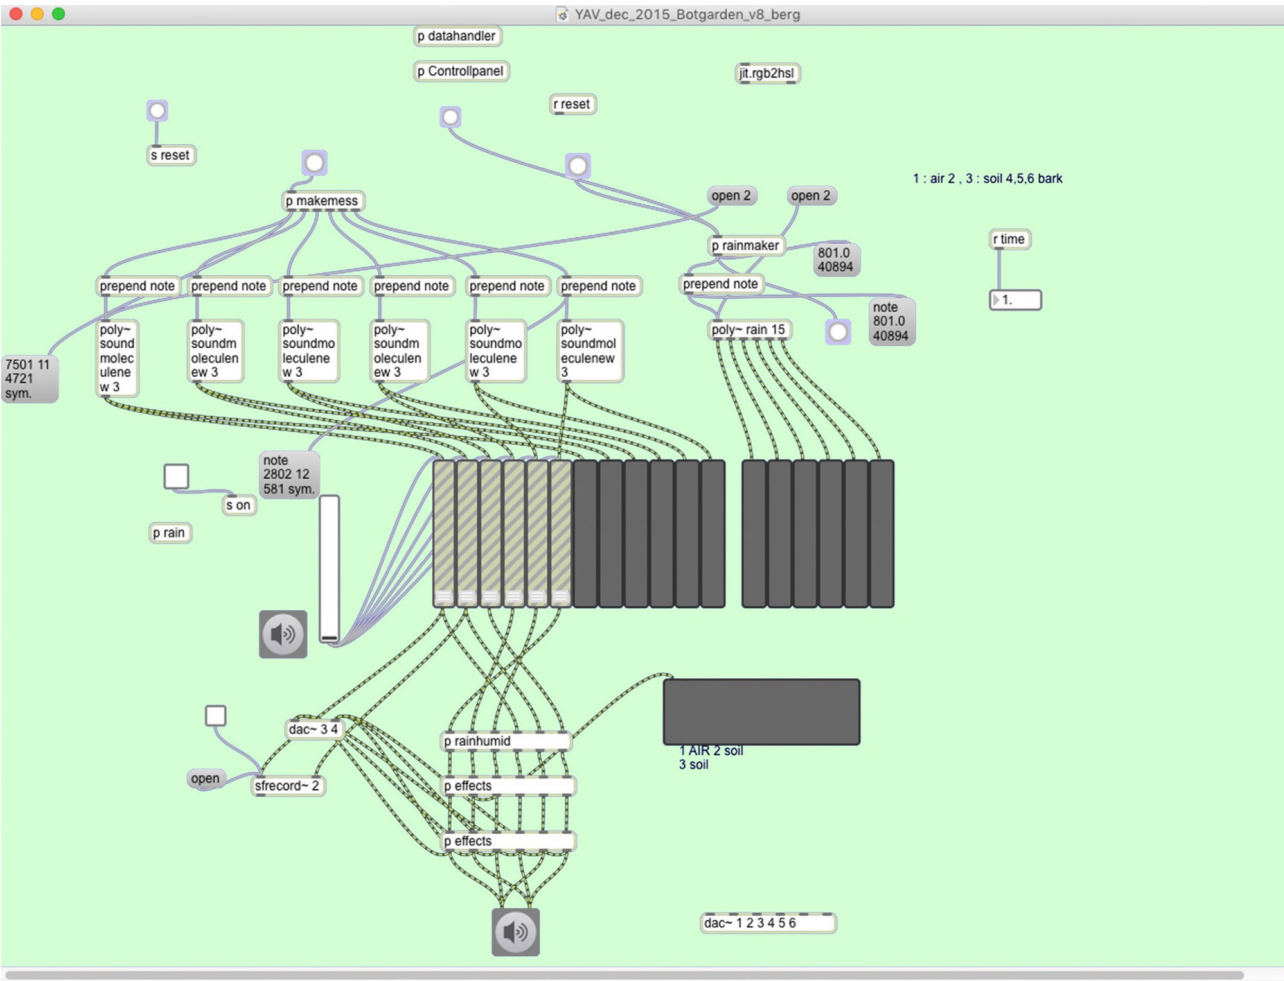 YAV_dec_2015_Botgarden_v8_berg
p datahandler
p Controllpanel
jit.rgb2hsl
r reset
s reset
1 : air 2 , 3 : soil 4,5,6 bark
p makemess
open 2
open 2
r time
p rainmaker
801.0
40894
prepend note
prepend note
prepend note
prepend note
prepend note
prepend note
prepend note
1.
note
801.0
40894
poly~
sound
molec
ulene
w 3
poly~
soundm
oleculen
ew 3
poly~
soundmo
leculene
w 3
poly~
soundm
oleculen
ew 3
poly~
soundmo
leculene
w 3
poly~
soundmol
eculenew
3
poly~ rain 15
7501 11
4721
sym.
note
2802 12
581 sym.
s on
p rain
dac~ 3 4
p rainhumid
1 AIR 2 soil
3 soil
open
sfrecord~ 2
p effects
p effects
dac~ 1 2 3 4 5 6